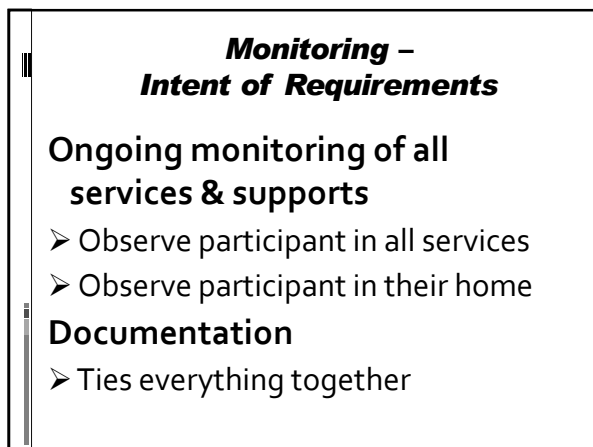 Monitoring –
Intent of Requirements
Ongoing monitoring of all
services & supports
➢ Observe participant in all services
➢ Observe participant in their home
Documentation
➢ Ties everything together